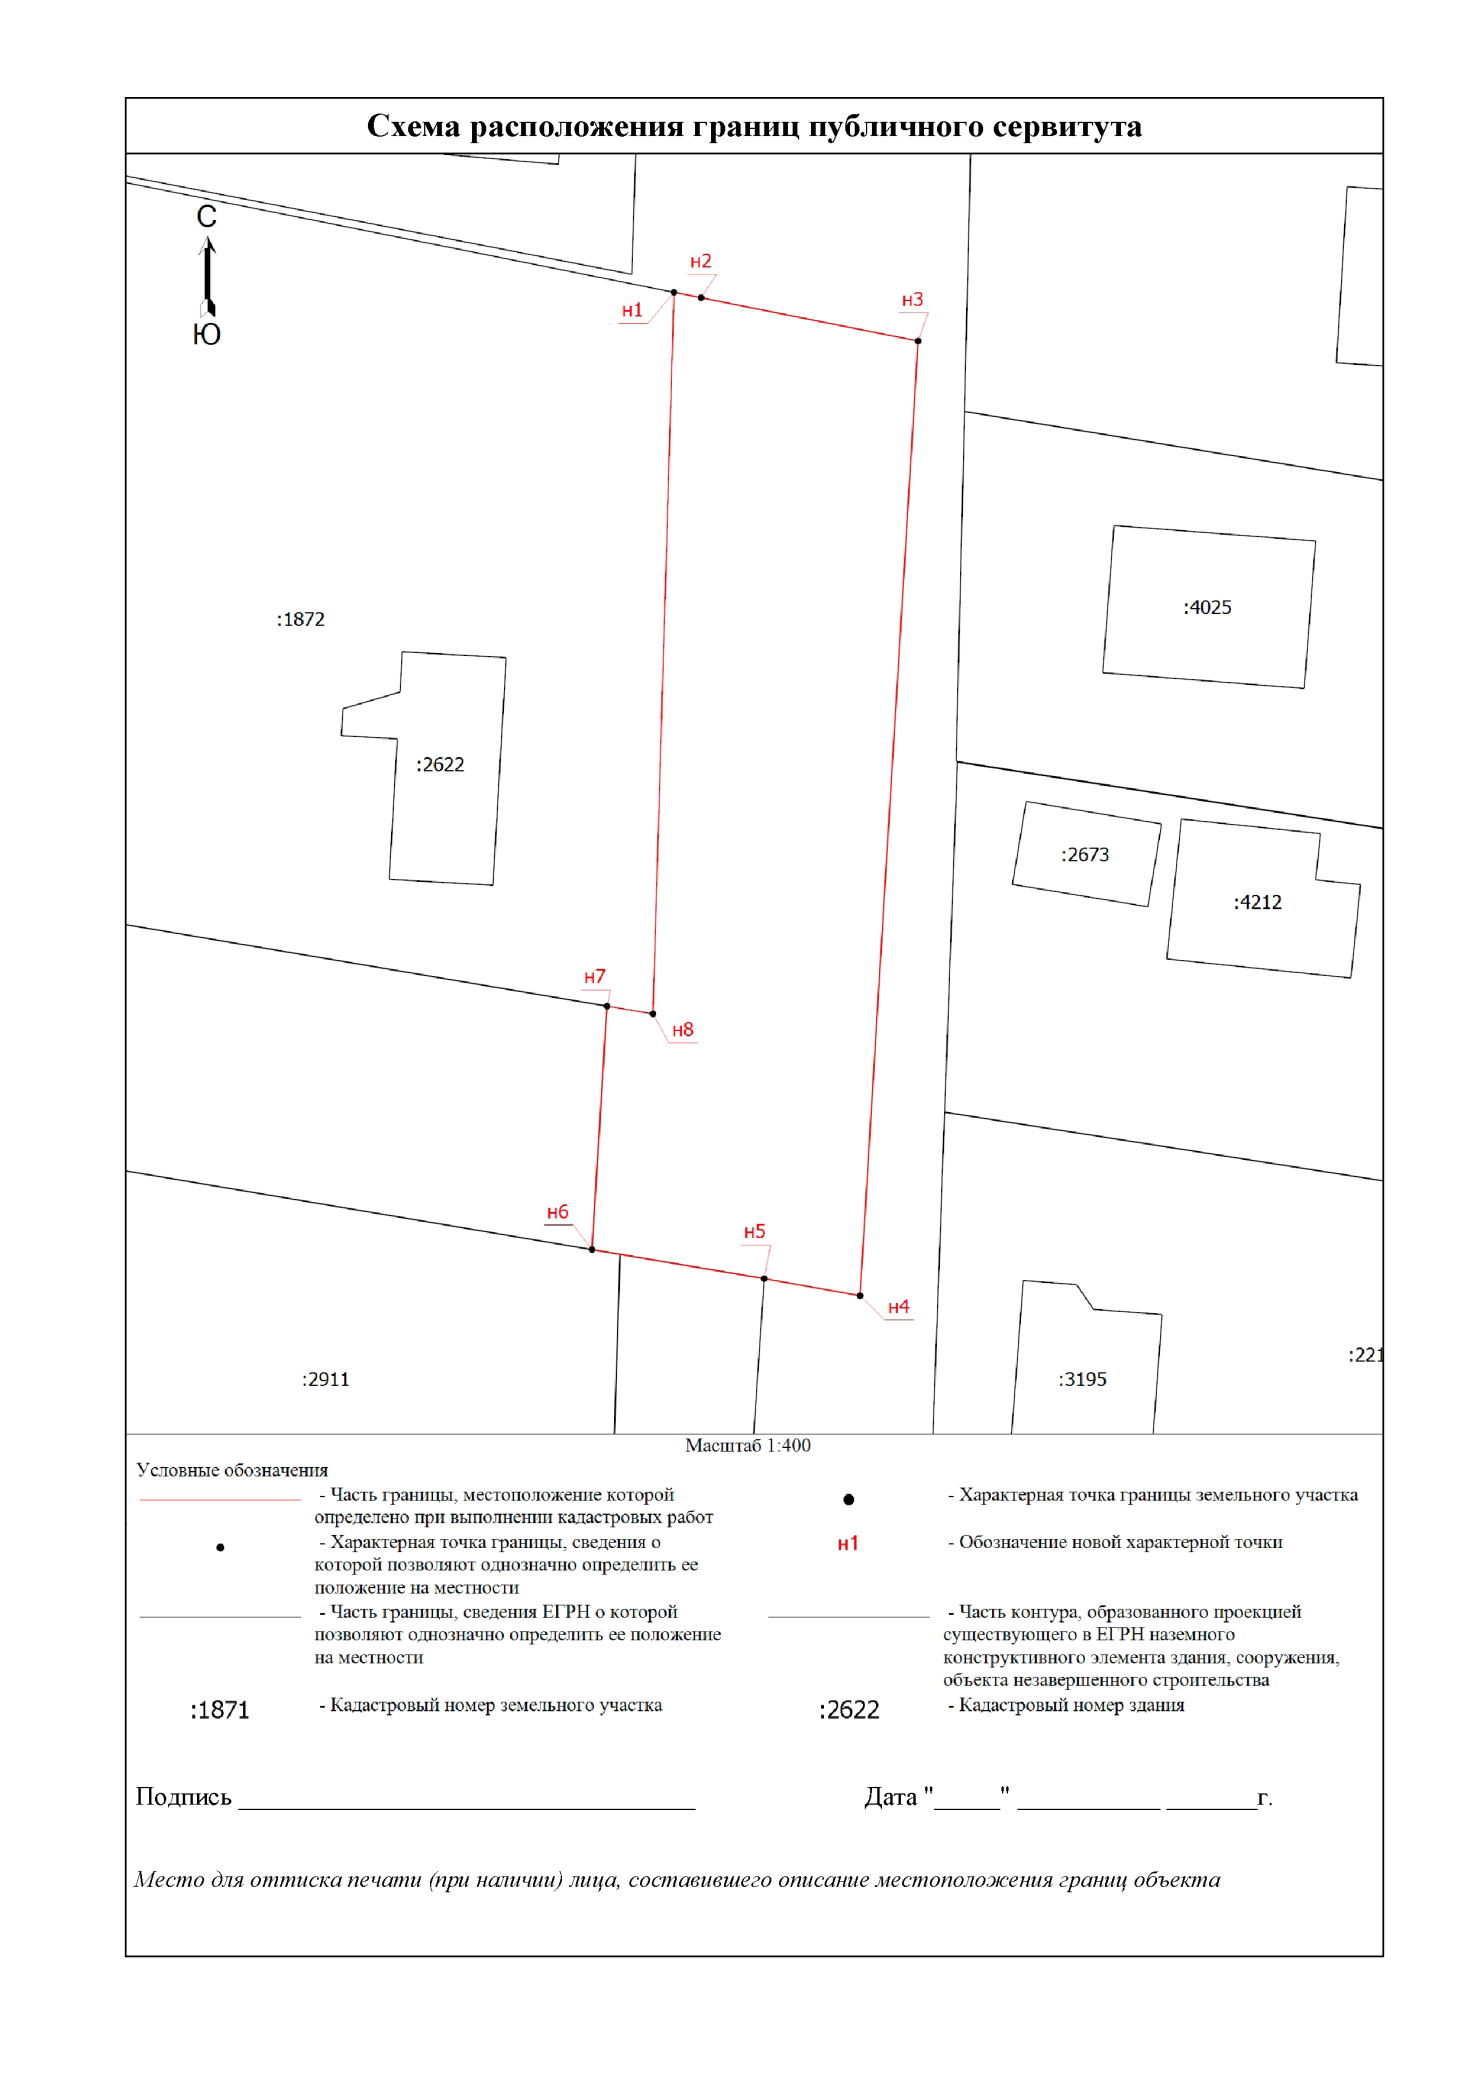 Схема расположения границ публичного сервитута
С
Ю
н1
н2
н3
:1872
:4025
:2622
:2673
:4212
н7
н8
н6
н5
н4
:2911
:3195
:221
Масштаб 1:400
Условные обозначения
- Часть границы, местоположение которой
определено при выполнении кадастровых работ
- Характерная точка границы земельного участка
- Характерная точка границы, сведения о
которой позволяют однозначно определить ее
положение на местности
н1
- Обозначение новой характерной точки
- Часть границы, сведения ЕГРН о которой
позволяют однозначно определить ее положение
на местности
- Часть контура, образованного проекцией
существующего в ЕГРН наземного
конструктивного элемента здания, сооружения,
объекта незавершенного строительства
:1871
- Кадастровый номер земельного участка
:2622
- Кадастровый номер здания
Подпись ___________________________________ Дата "_____" ___________ _______г.
Место для оттиска печати (при наличии) лица, составившего описание местоположения границ объекта